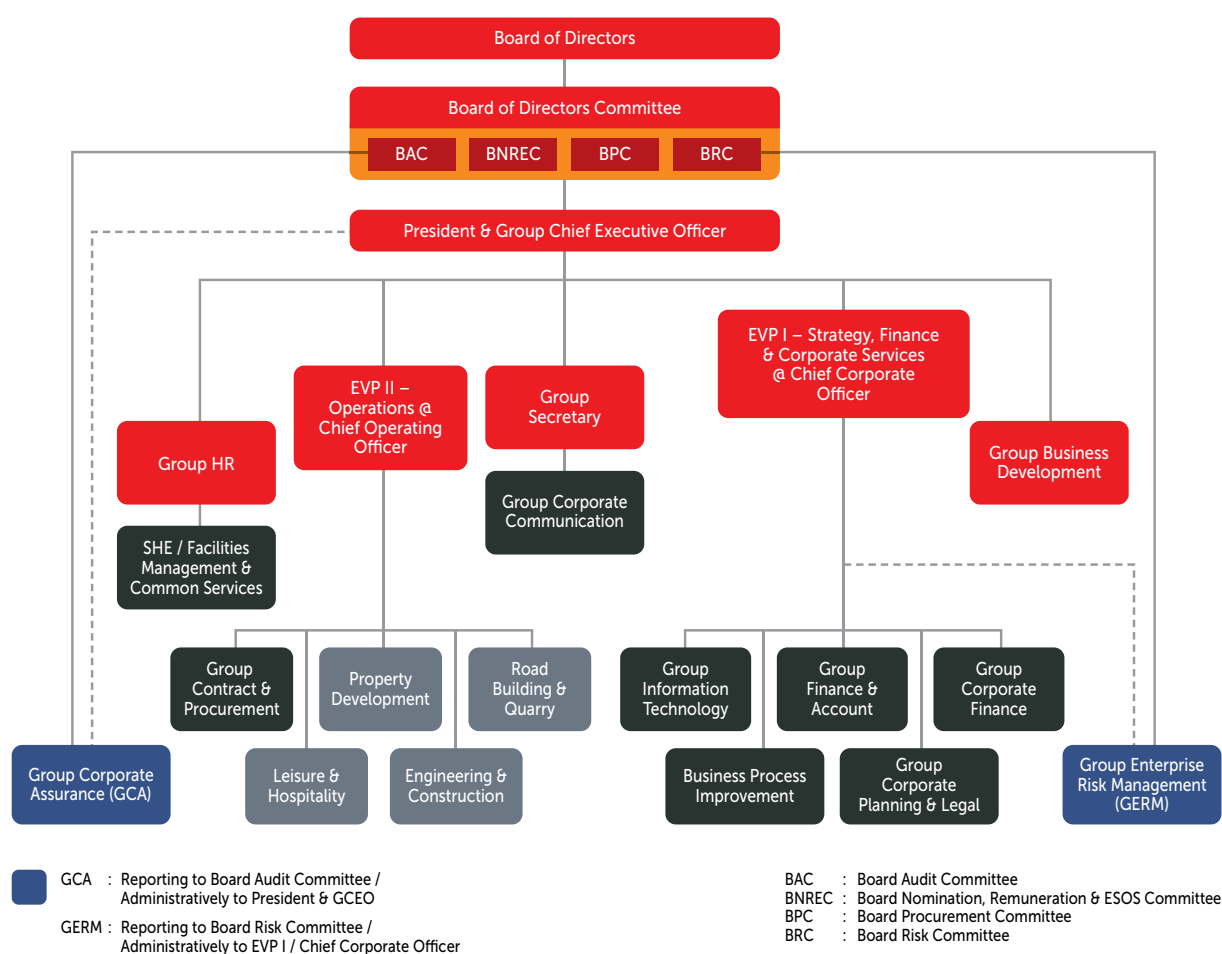 Board of Directors
Board of Directors Committee
BAC
BNREC
BPC
BRC
President & Group Chief Executive Officer
EVP I – Strategy, Finance
& Corporate Services
@ Chief Corporate
Officer
EVP II –
Operations @
Chief Operating
Officer
Group
Secretary
Group HR
Group Business
Development
Group Corporate
Communication
SHE / Facilities
Management &
Common Services
Group
Contract &
Procurement
Property
Development
Road
Building &
Quarry
Group
Information
Technology
Group
Finance &
Account
Group
Corporate
Finance
Group Corporate
Assurance (GCA)
Leisure &
Hospitality
Engineering &
Construction
Business Process
Improvement
Group
Corporate
Planning & Legal
Group Enterprise
Risk Management
(GERM)
GCA : Reporting to Board Audit Committee /
Administratively to President & GCEO
GERM : Reporting to Board Risk Committee /
Administratively to EVP I / Chief Corporate Officer
BAC : Board Audit Committee
BNREC : Board Nomination, Remuneration & ESOS Committee
BPC : Board Procurement Committee
BRC : Board Risk Committee